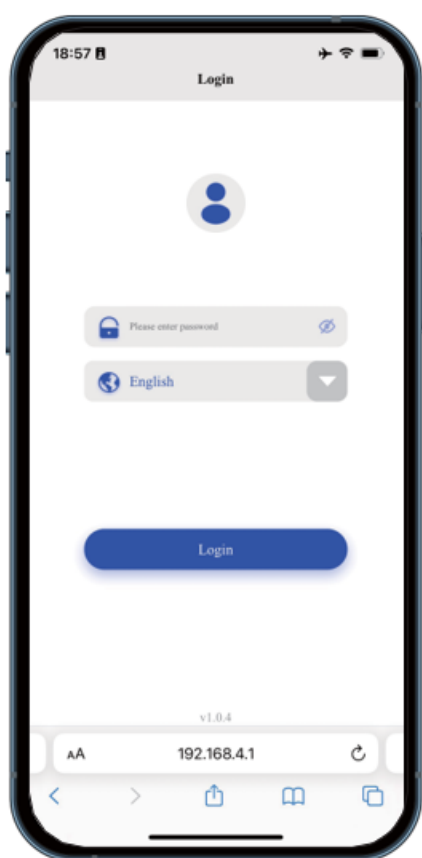 18:57
Login
Please enter password
English
Login
v1.0.4
AA
192.168.4.1